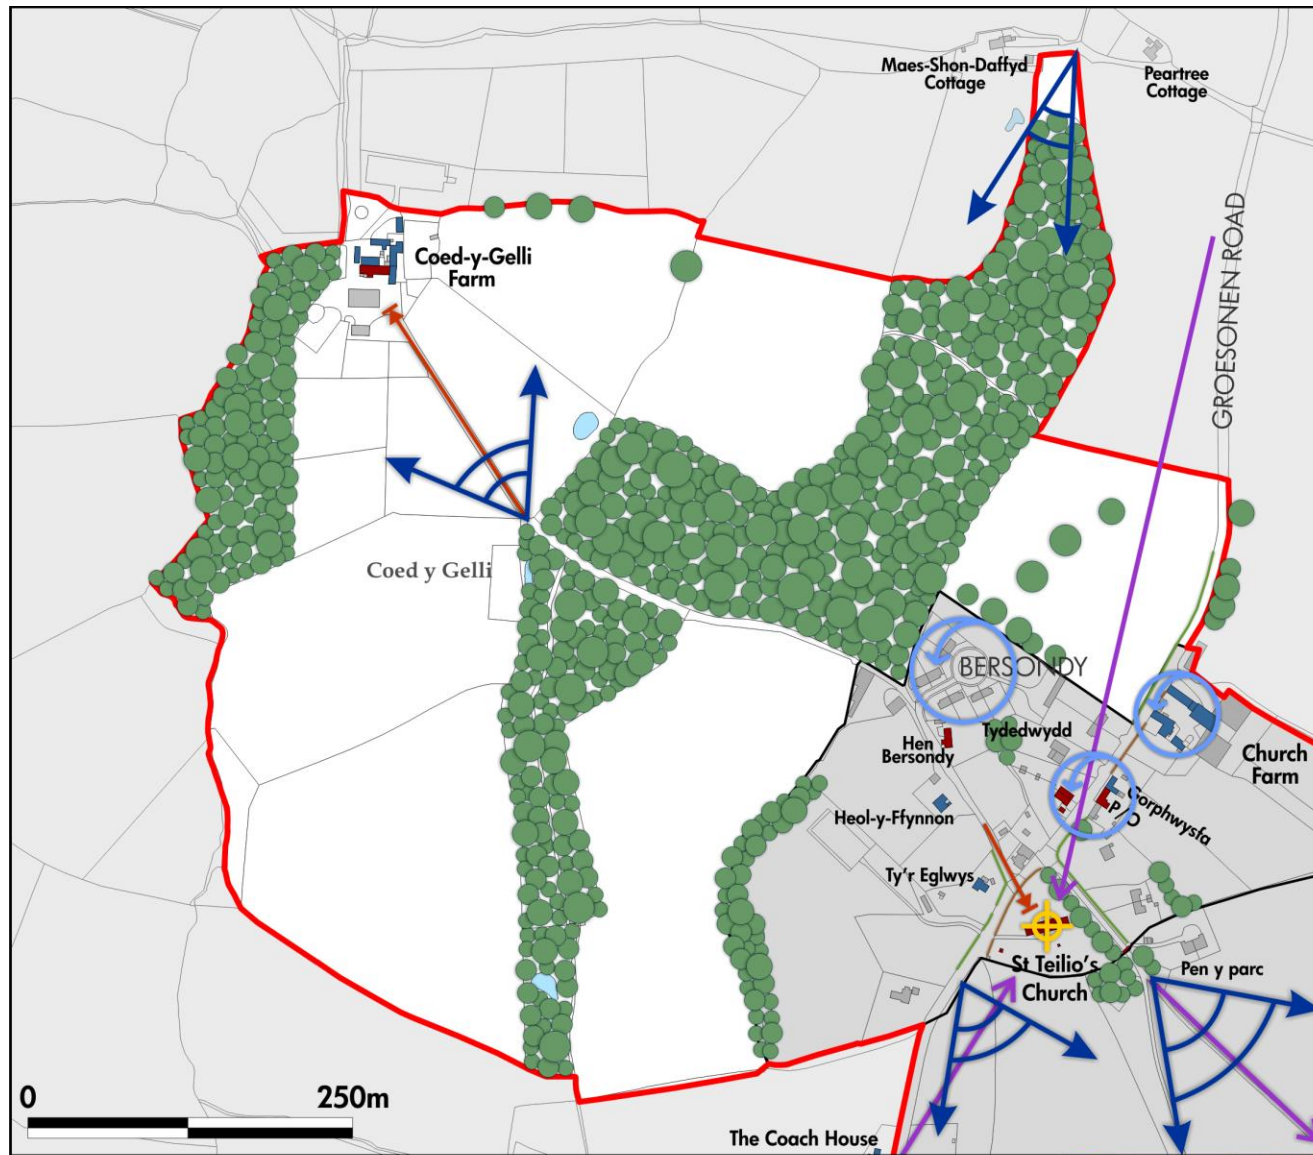 Maes-Shon-Daffyd
Cottage
Peartree
Cottage
GROESONEN ROAD
Coed-y-Gelli
Farm
Coed y Gelli
BERSONDY
Tydedwydd
Hen
Bersondy
Church
Farm
Gorphwysfa
P/O
Heol-y-Ffynnon
Ty'r Eglwys
St Teilio's
Church
Pen y parc
0
250m
The Coach House